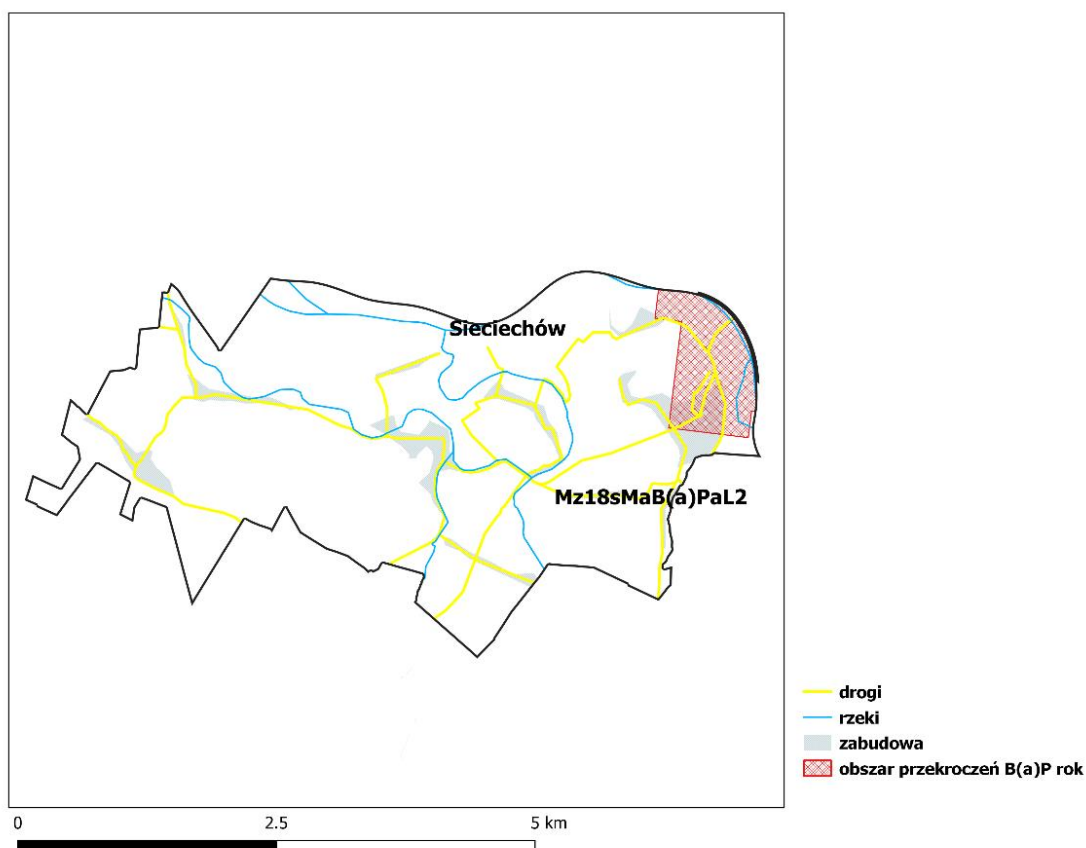 Sieciechów
Mz18sMaB(a)PaL2
drogi
rzeki
zabudowa
obszar przekroczeń B(a)P rok
0 2.5 5 km